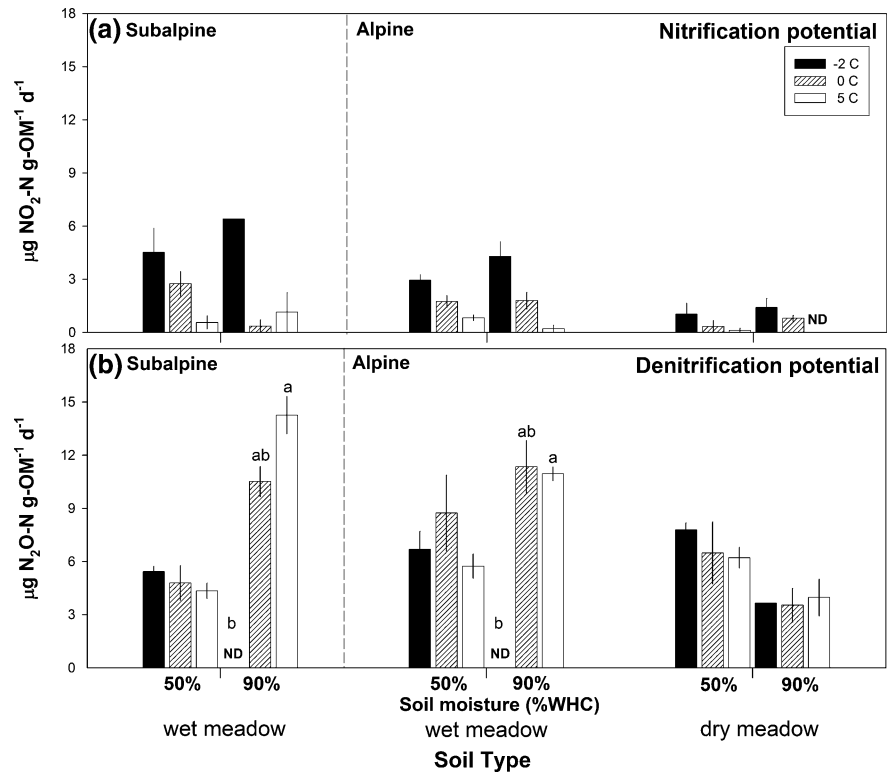 (a) Subalpine Alpine Nitrification potential
-2 C
0 C
5 C
18
15
12
9
6
3
0
µg NO2-N g-OM-1 d-1
ND
(b) Subalpine Alpine Denitrification potential
18
15
12
9
6
3
0
µg N2O-N g-OM-1 d-1
a
ab
b
ND
ab
a
b
ND
50% 90% 50% 90% 50% 90%
Soil moisture (%WHC)
wet meadow wet meadow dry meadow
Soil Type